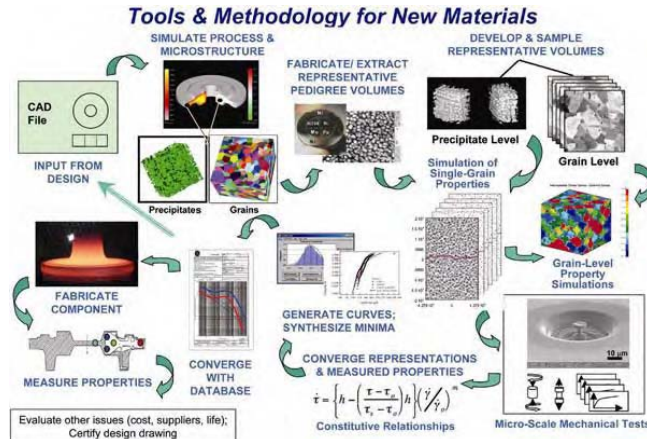 Tools & Methodology for New Materials
SIMULATE PROCESS &
MICROSTRUCTURE
DEVELOP & SAMPLE
REPRESENTATIVE VOLUMES
FABRICATE/ EXTRACT
REPRESENTATIVE
PEDIGREE VOLUMES
CAD
File
INPUT FROM
DESIGN
Precipitates
Grains
Precipitate Level
Grain Level
Simulation of
Single-Grain
Properties
Grain-Level
Property
Simulations
FABRICATE
COMPONENT
GENERATE CURVES;
SYNTHESIZE MINIMA
CONVERGE
WITH
DATABASE
MEASURE PROPERTIES
CONVERGE REPRESENTATIONS
& MEASURED PROPERTIES
τ̇ = {h − ((τ − τₒ)/(τₛ − τₒ)) h} (γ̇/γ̇ₒ)ᵐ
Constitutive Relationships
10 μm
Micro-Scale Mechanical Tests
Evaluate other issues (cost, suppliers, life);
Certify design drawing